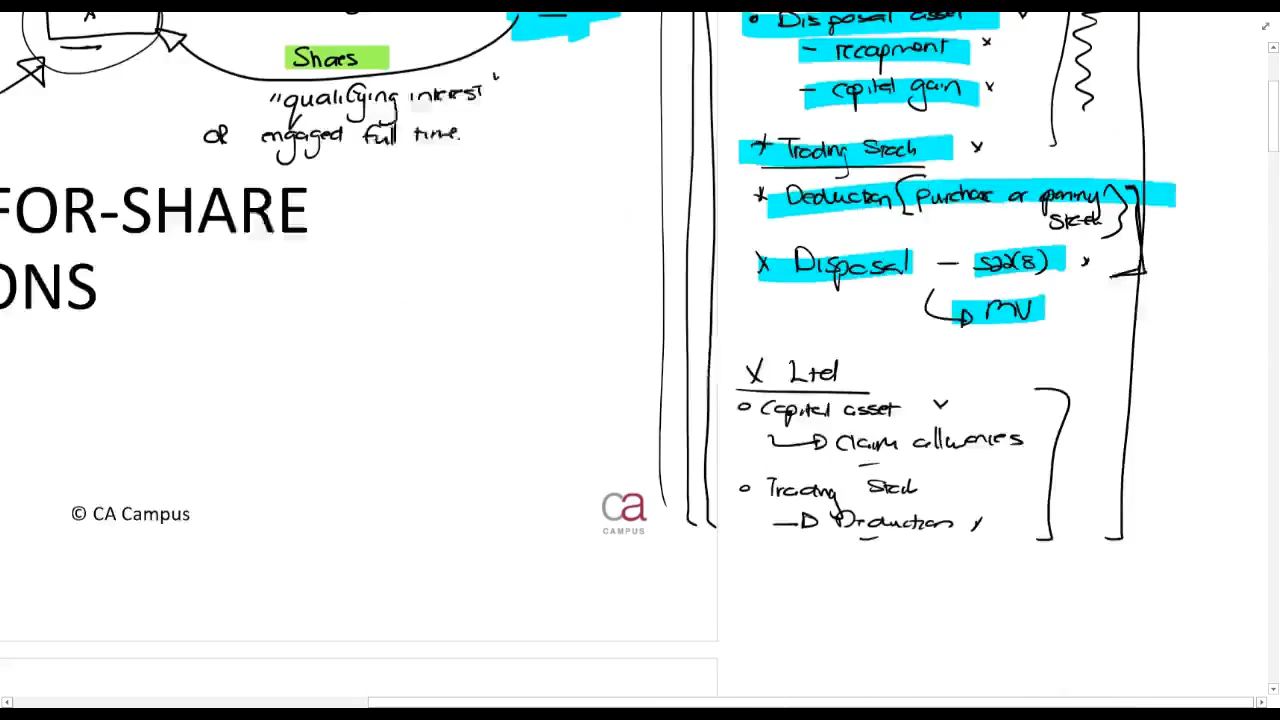 A
Shares
"qualifying interest"
or engaged full time.
FOR-SHARE
ONS
© CA Campus
ca
CAMPUS
• Disposal asset
- recoupment x
- capital gain x
* Trading Stock x
* Deduction [purchase or opening
Stock
x Disposal - s22(8) x
MV
X Ltd
o Capital asset
Claim allowances
o Trading Stock
Deduction